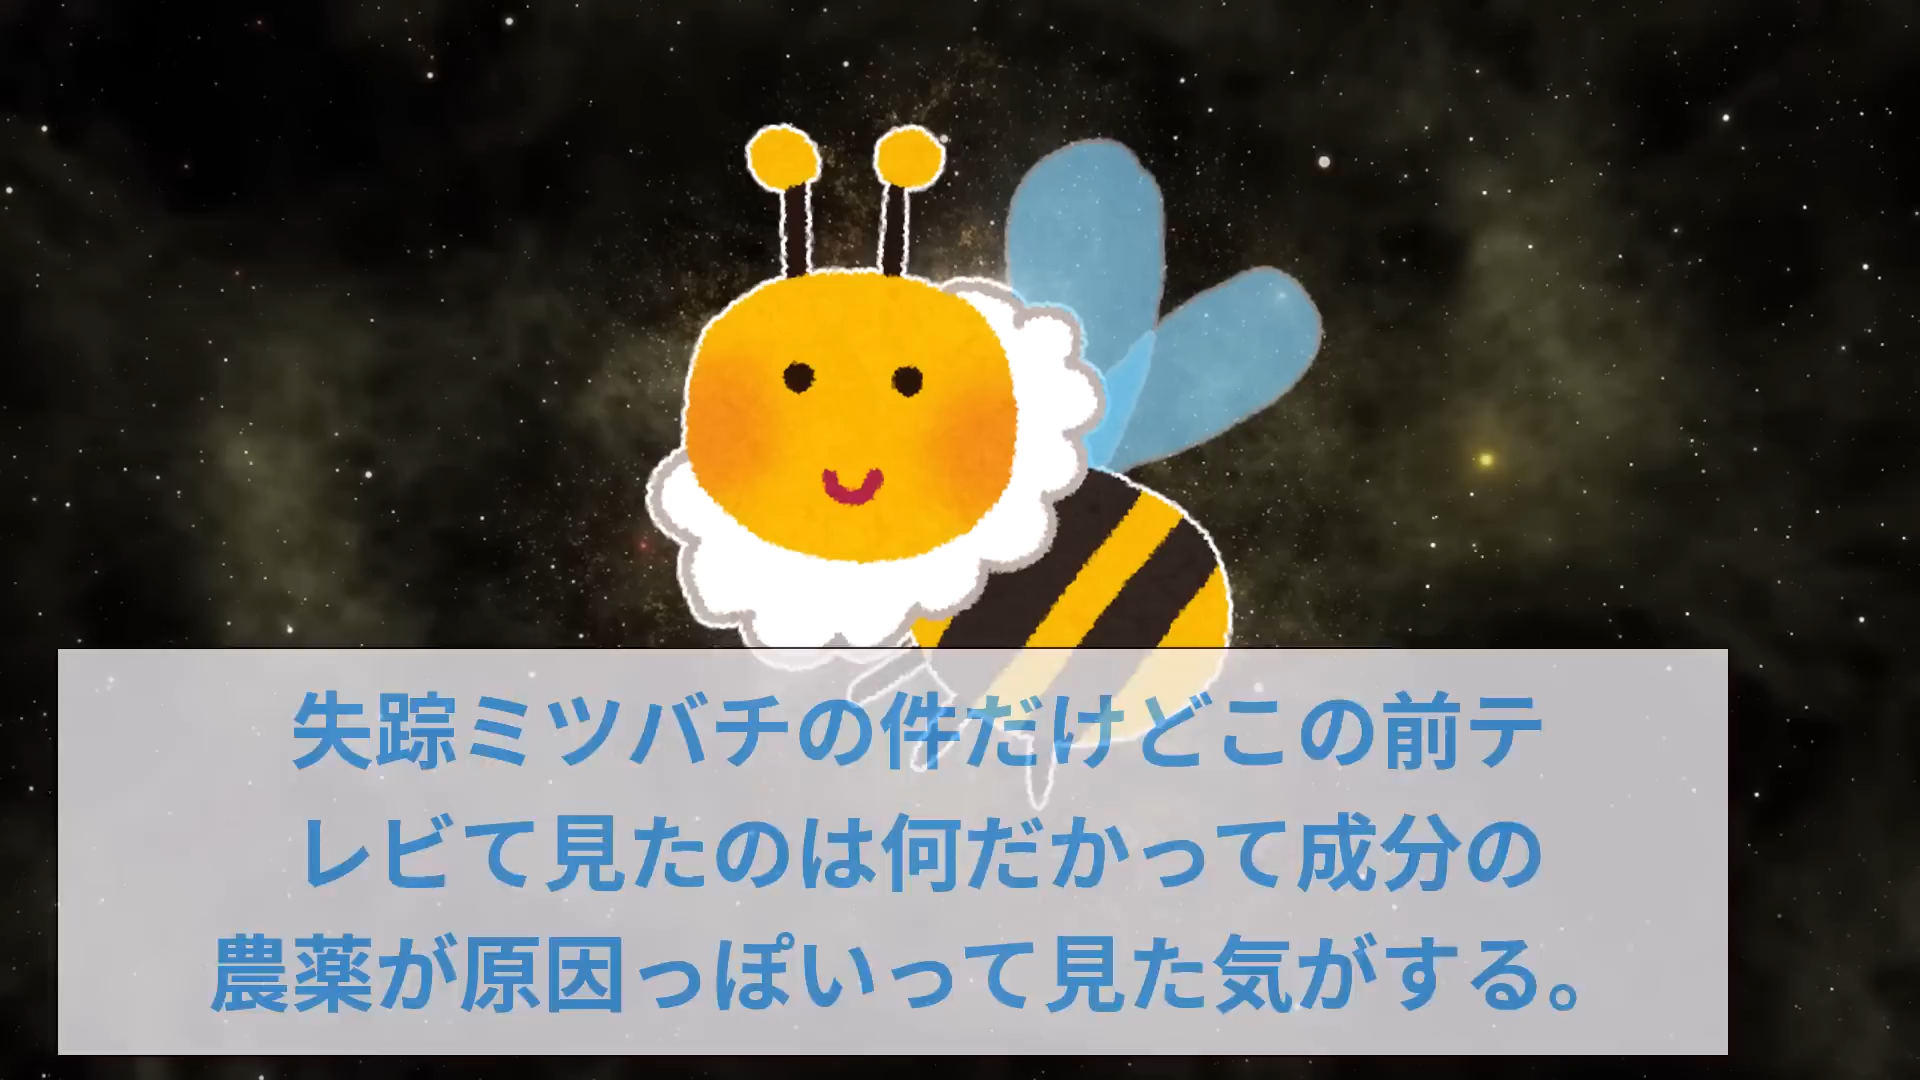 失踪ミツバチの件だけどこの前テ
レビて見たのは何だかって成分の
農薬が原因っぽいって見た気がする。